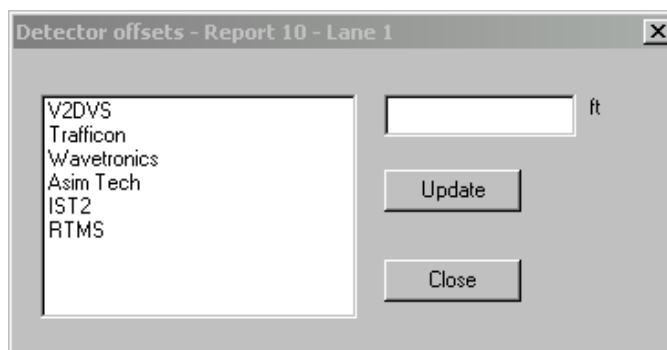 Detector offsets - Report 10 - Lane 1
V2DVS
Trafficon
Wavetronics
Asim Tech
IST2
RTMS
ft
Update
Close